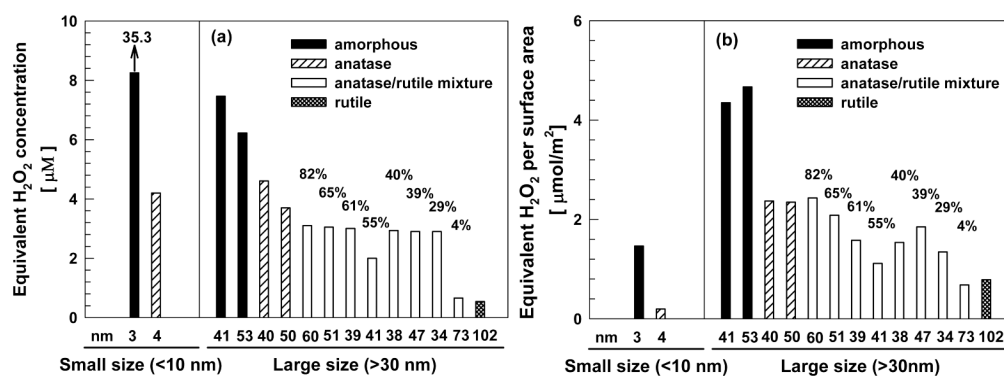 10
8
6
4
2
0
Equivalent H₂O₂ concentration
[ μM ]
35.3
(a)
amorphous
anatase
anatase/rutile mixture
rutile
82%
65%
61%
55%
40%
39%
29%
4%
nm 3 4 41 53 40 50 60 51 39 41 38 47 34 73 102
Small size (<10 nm) Large size (>30 nm)
6
4
2
0
Equivalent H₂O₂ per surface area
[ μmol/m² ]
(b)
amorphous
anatase
anatase/rutile mixture
rutile
82%
65%
61%
55%
40%
39%
29%
4%
nm 3 4 41 53 40 50 60 51 39 41 38 47 34 73 102
Small size (<10 nm) Large size (>30nm)